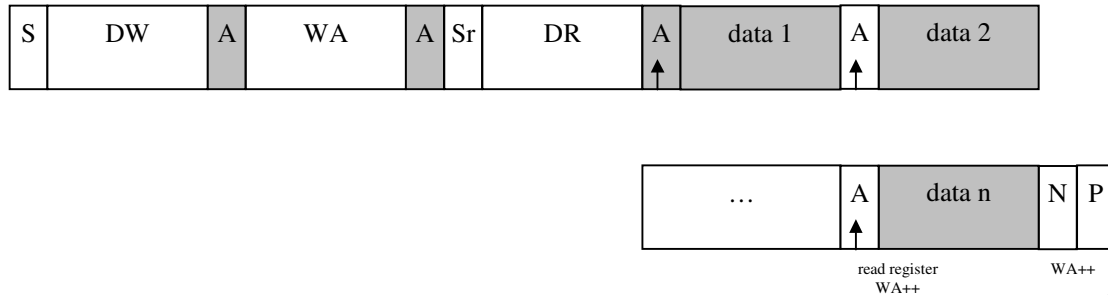 S DW A WA A Sr DR A data 1 A data 2
… A data n N P
read register WA++
WA++